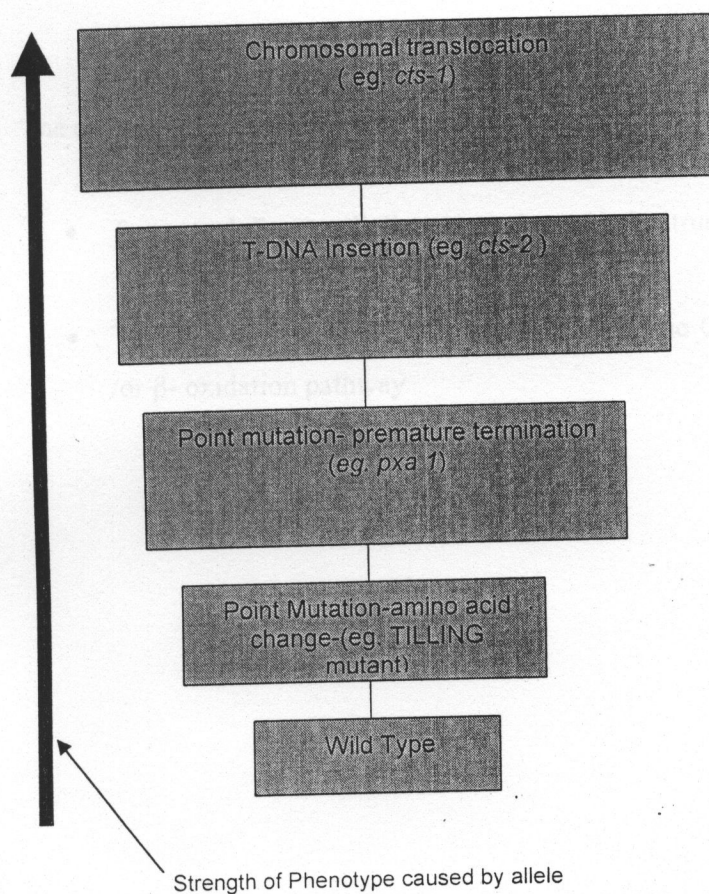 Chromosomal translocation
( eg. cts-1)
T-DNA Insertion (eg. cts-2 )
for β- oxidation pathway
Point mutation- premature termination
(eg. pxa 1)
Point Mutation-amino acid
change-(eg. TILLING
mutant)
Wild Type
Strength of Phenotype caused by allele